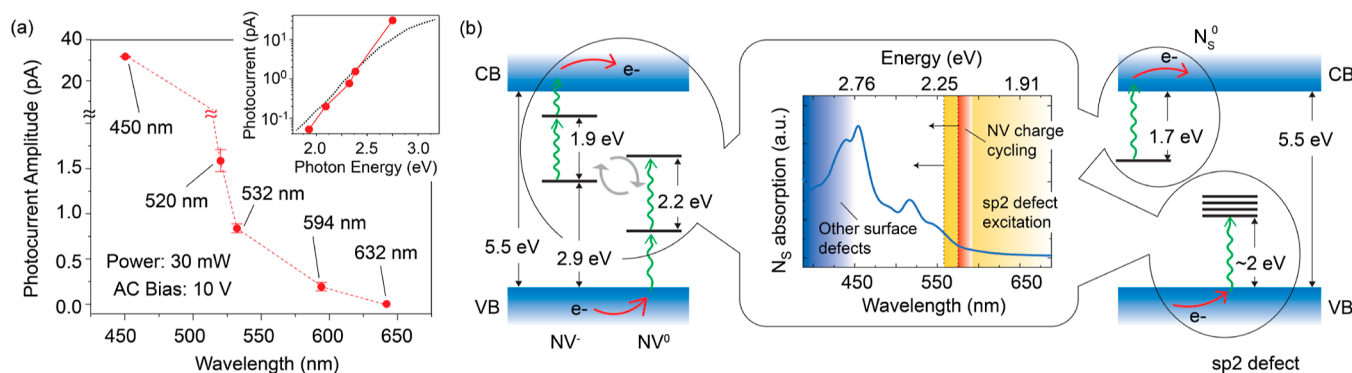 (a)
Photocurrent Amplitude (pA)
40
20
1.5
1.0
0.5
0.0
450 nm
520 nm
532 nm
594 nm
632 nm
Power: 30 mW
AC Bias: 10 V
450
500
550
600
650
Wavelength (nm)
Photocurrent (pA)
10¹
10⁰
10⁻¹
2.0
2.5
3.0
Photon Energy (eV)
(b)
CB
e-
1.9 eV
2.2 eV
5.5 eV
2.9 eV
VB
e-
NV⁻
NV⁰
Energy (eV)
2.76
2.25
1.91
N_S absorption (a.u.)
NV charge
cycling
sp2 defect
excitation
Other surface
defects
450
500
550
600
650
Wavelength (nm)
N_S⁰
e-
CB
1.7 eV
5.5 eV
~2 eV
e-
VB
sp2 defect